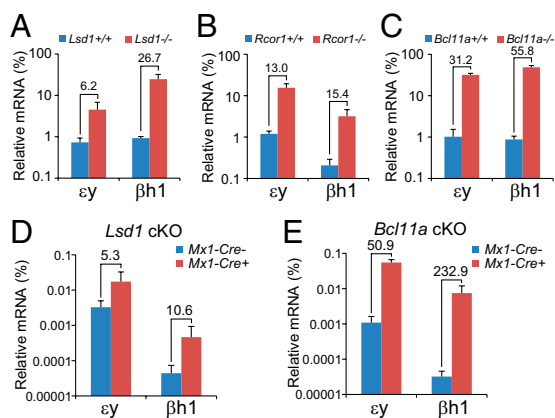 A
Lsd1+/+ Lsd1-/-
Relative mRNA (%)
100
10
1
0.1
6.2
26.7
εy
βh1
B
Rcor1+/+ Rcor1-/-
Relative mRNA (%)
100
10
1
0.1
13.0
15.4
εy
βh1
C
Bcl11a+/+ Bcl11a-/-
Relative mRNA (%)
100
10
1
0.1
31.2
55.8
εy
βh1
D
Lsd1 cKO
Mx1-Cre-
Mx1-Cre+
Relative mRNA (%)
0.1
0.01
0.001
0.0001
0.00001
5.3
10.6
εy
βh1
E
Bcl11a cKO
Mx1-Cre-
Mx1-Cre+
Relative mRNA (%)
0.1
0.01
0.001
0.0001
0.00001
50.9
232.9
εy
βh1